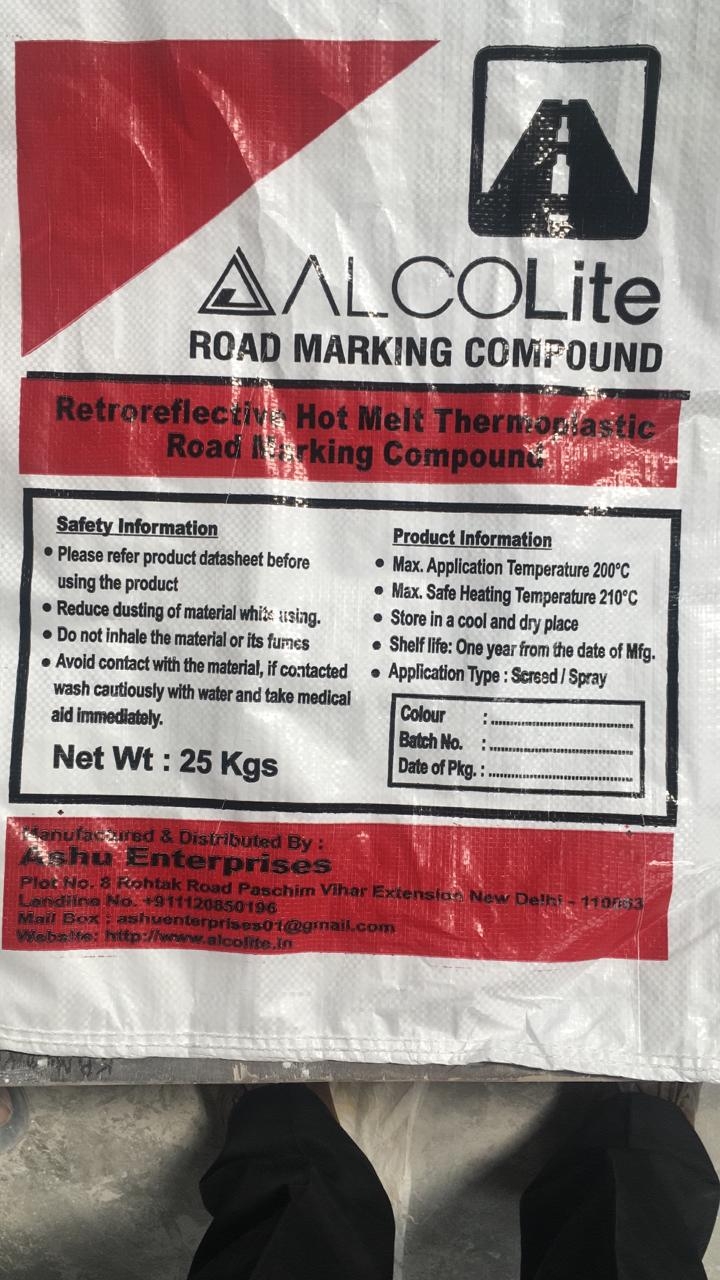 ALCOLite
ROAD MARKING COMPOUND
Retroreflective Hot Melt Thermoplastic
Road Marking Compound
Safety Information
• Please refer product datasheet before
using the product
• Reduce dusting of material while using.
• Do not inhale the material or its fumes
• Avoid contact with the material, if contacted
wash cautiously with water and take medical
aid immediately.
Net Wt : 25 Kgs
Product Information
• Max. Application Temperature 200°C
• Max. Safe Heating Temperature 210°C
• Store in a cool and dry place
• Shelf life: One year from the date of Mfg.
• Application Type : Screed / Spray
Colour : ..............................
Batch No. : ..............................
Date of Pkg. : ..............................
Manufactured & Distributed By :
Ashu Enterprises
Plot No. 8 Rohtak Road Paschim Vihar Extension New Delhi - 110063
Landline No. +911120850196
Mail Box : ashuenterprises01@gmail.com
Website: http://www.alcolite.in